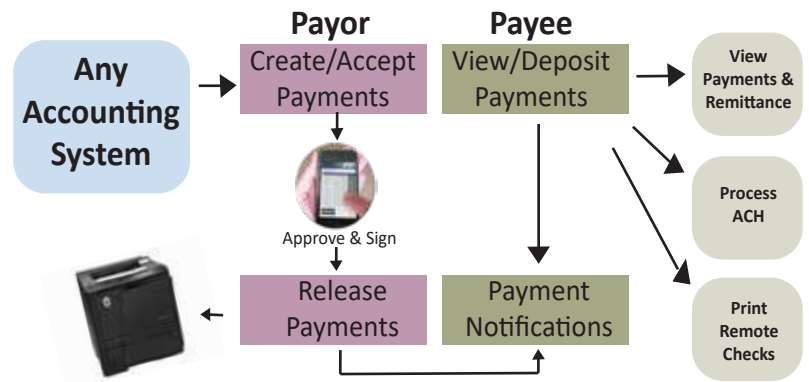 Payor
Payee
Any
Accounting
System
Create/Accept
Payments
View/Deposit
Payments
View
Payments &
Remittance
Approve & Sign
Process
ACH
Release
Payments
Payment
Notifications
Print
Remote
Checks